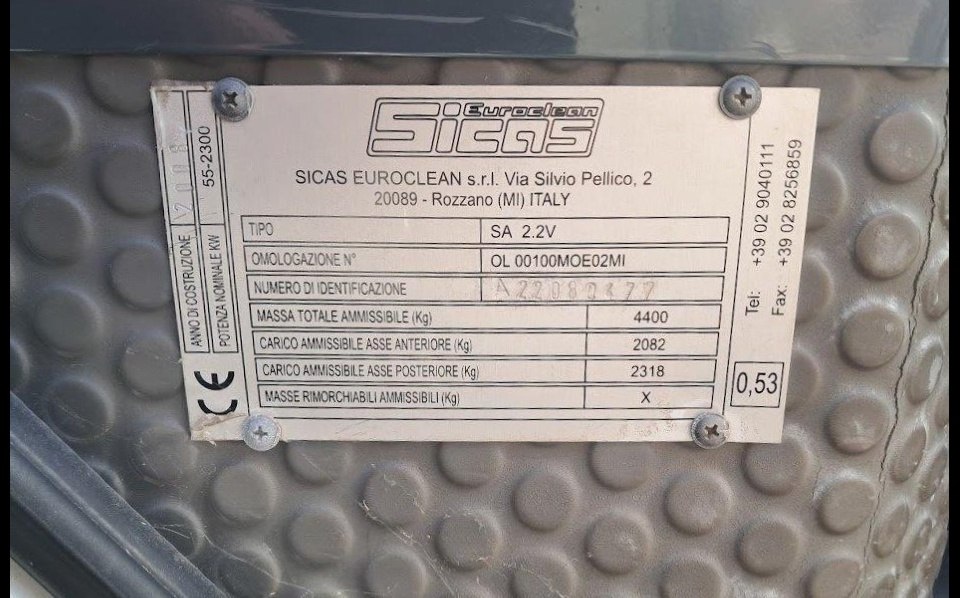 Sicas Euroclean
SICAS EUROCLEAN s.r.l. Via Silvio Pellico, 2
20089 - Rozzano (MI) ITALY
TIPO SA 2.2V
OMOLOGAZIONE N° OL 00100MOE02MI
NUMERO DI IDENTIFICAZIONE
MASSA TOTALE AMMISSIBILE (Kg) 4400
CARICO AMMISSIBILE ASSE ANTERIORE (Kg) 2082
CARICO AMMISSIBILE ASSE POSTERIORE (Kg) 2318
MASSE RIMORCHIABILI AMMISSIBILI (Kg) X
ANNO DI COSTRUZIONE
POTENZA NOMINALE KW 55-2300
CE
Tel: +39 02 9040111
Fax: +39 02 8256859
0,53